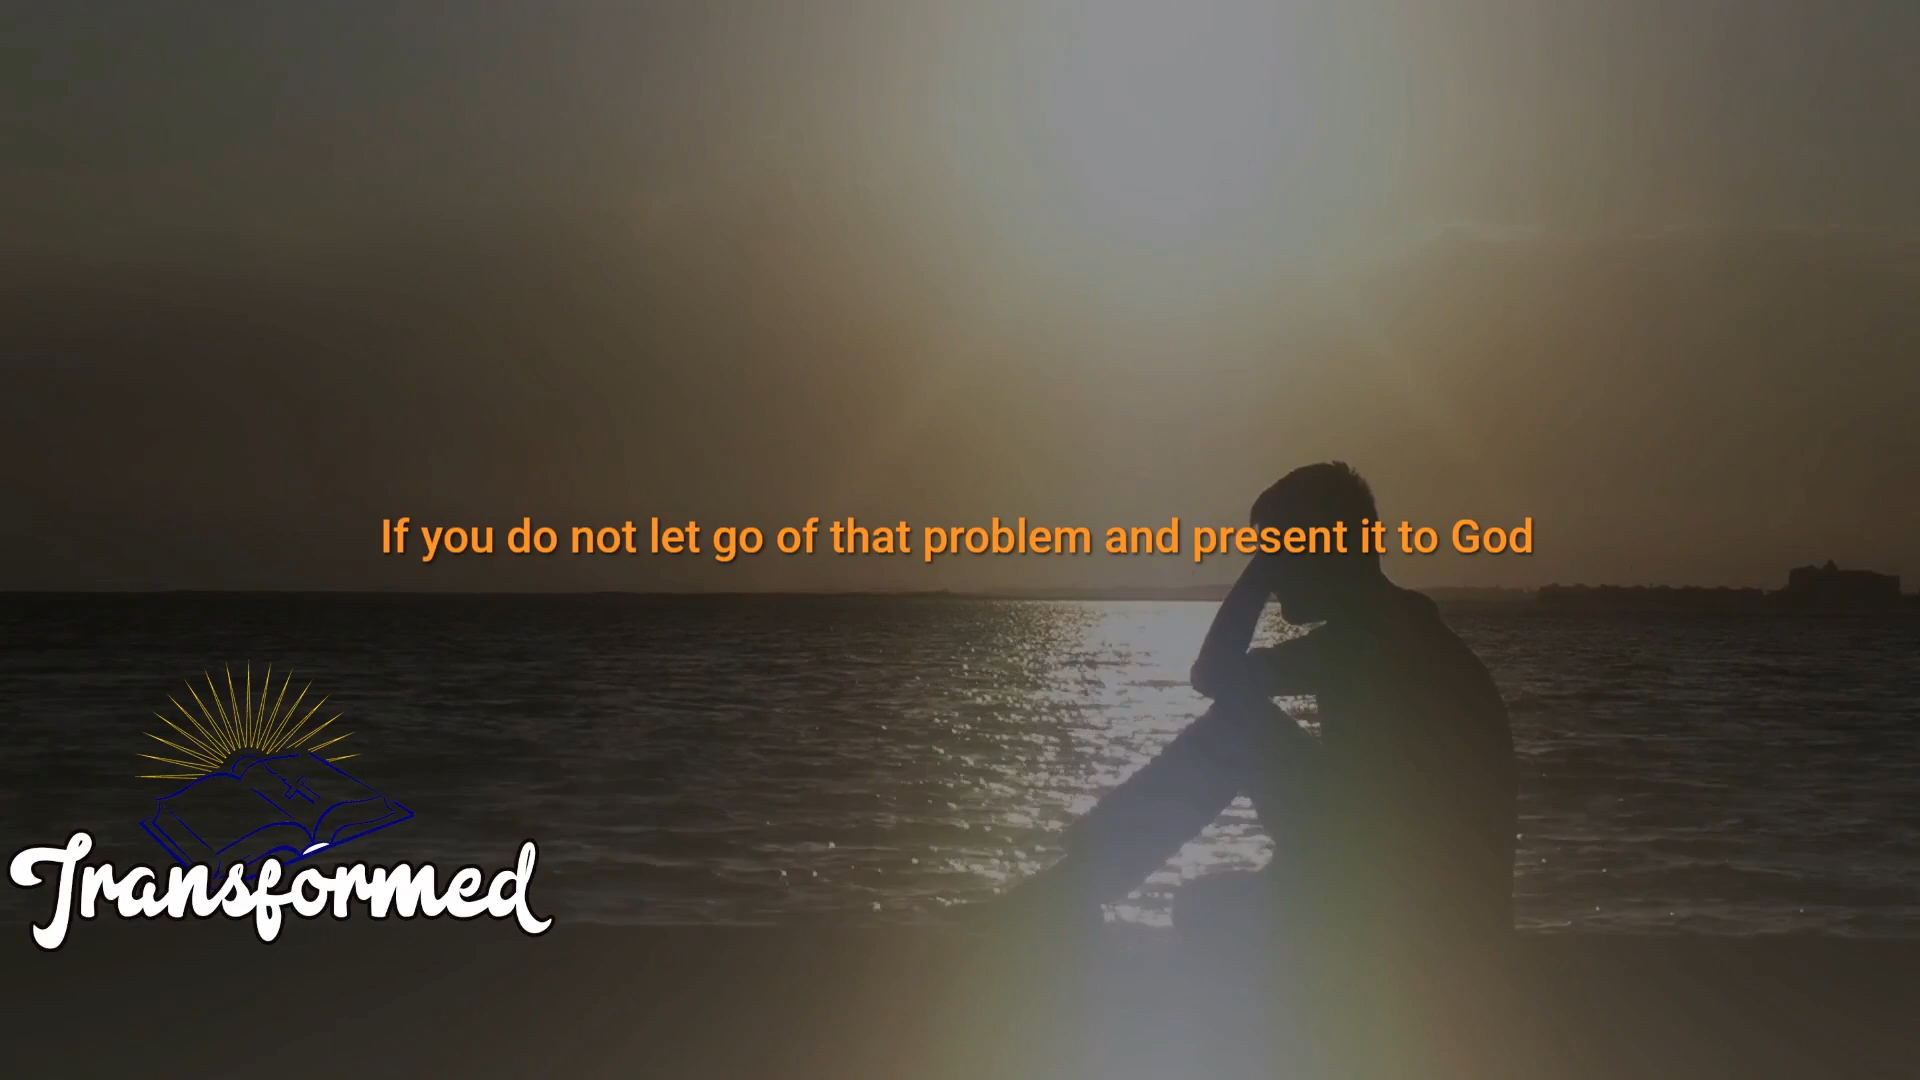 If you do not let go of that problem and present it to God
Transformed